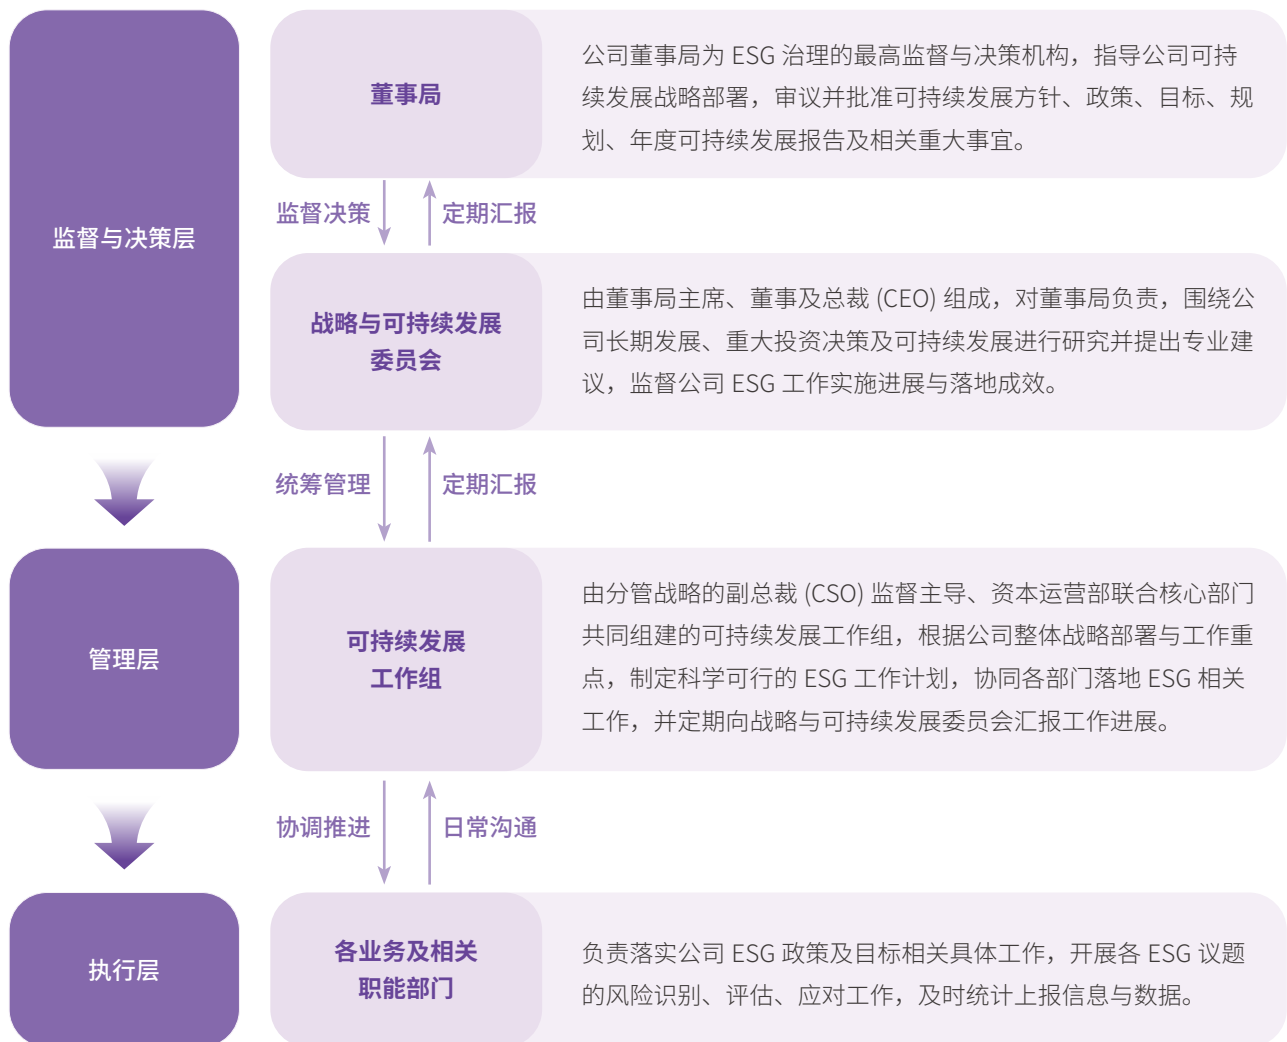 监督与决策层
董事局
公司董事局为 ESG 治理的最高监督与决策机构，指导公司可持
续发展战略部署，审议并批准可持续发展方针、政策、目标、规
划、年度可持续发展报告及相关重大事宜。
监督决策
定期汇报
战略与可持续发展
委员会
由董事局主席、董事及总裁 (CEO) 组成，对董事局负责，围绕公
司长期发展、重大投资决策及可持续发展进行研究并提出专业建
议，监督公司 ESG 工作实施进展与落地成效。
统筹管理
定期汇报
管理层
可持续发展
工作组
由分管战略的副总裁 (CSO) 监督主导、资本运营部联合核心部门
共同组建的可持续发展工作组，根据公司整体战略部署与工作重
点，制定科学可行的 ESG 工作计划，协同各部门落地 ESG 相关
工作，并定期向战略与可持续发展委员会汇报工作进展。
协调推进
日常沟通
执行层
各业务及相关
职能部门
负责落实公司 ESG 政策及目标相关具体工作，开展各 ESG 议题
的风险识别、评估、应对工作，及时统计上报信息与数据。